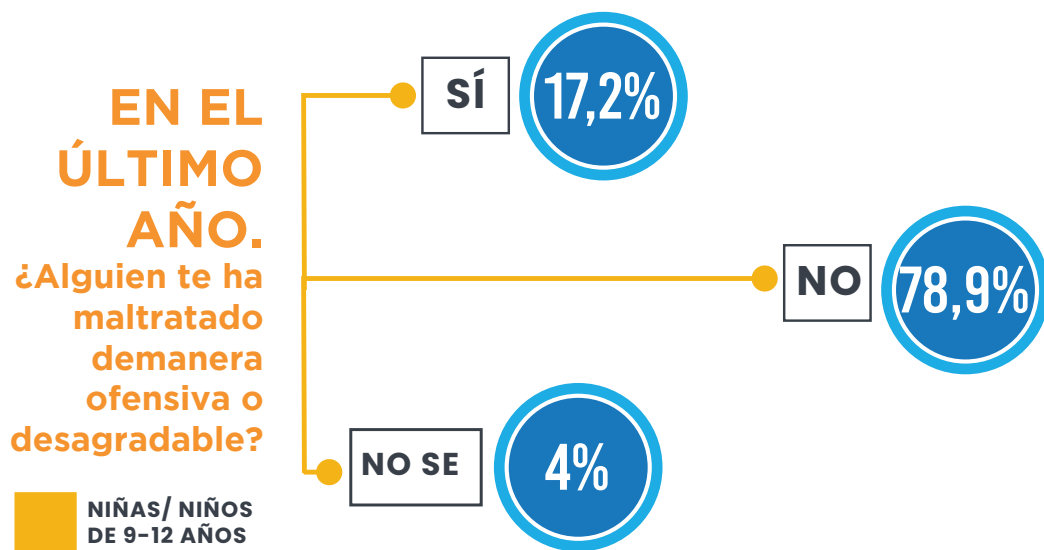 EN EL
ÚLTIMO
AÑO.
¿Alguien te ha
maltratado
demanera
ofensiva o
desagradable?
SÍ
17,2%
NO
78,9%
NO SE
4%
NIÑAS/ NIÑOS
DE 9-12 AÑOS